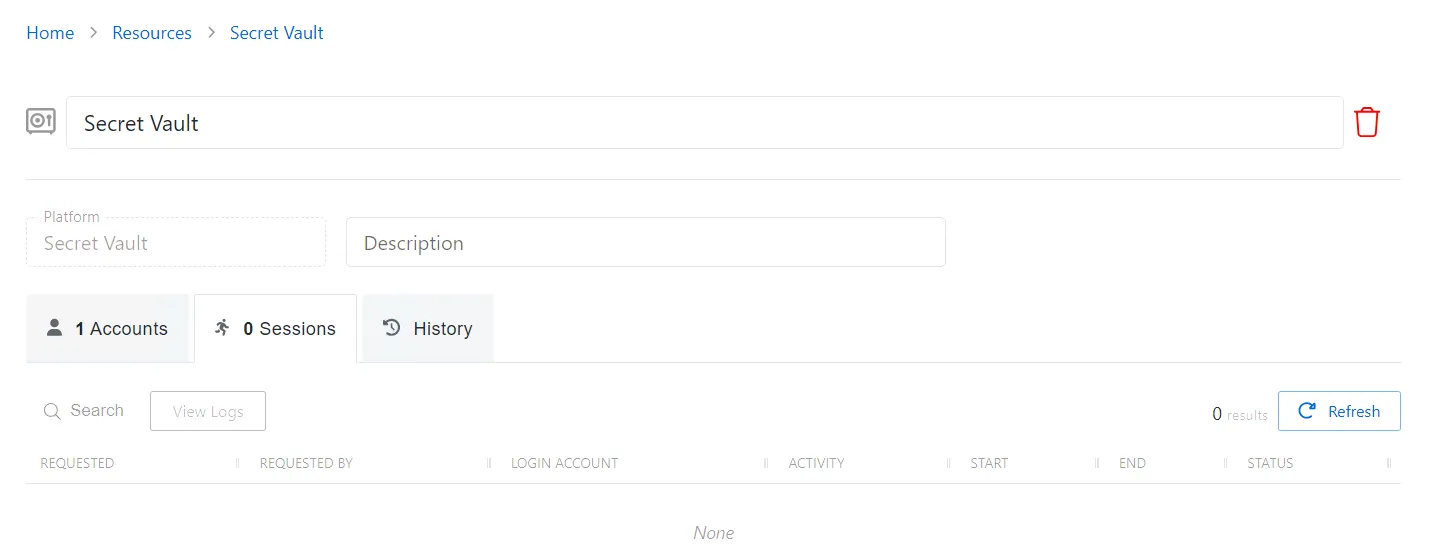 Home > Resources > Secret Vault
Secret Vault
Platform
Secret Vault
Description
1 Accounts
0 Sessions
History
Search
View Logs
0 results
Refresh
REQUESTED
REQUESTED BY
LOGIN ACCOUNT
ACTIVITY
START
END
STATUS
None